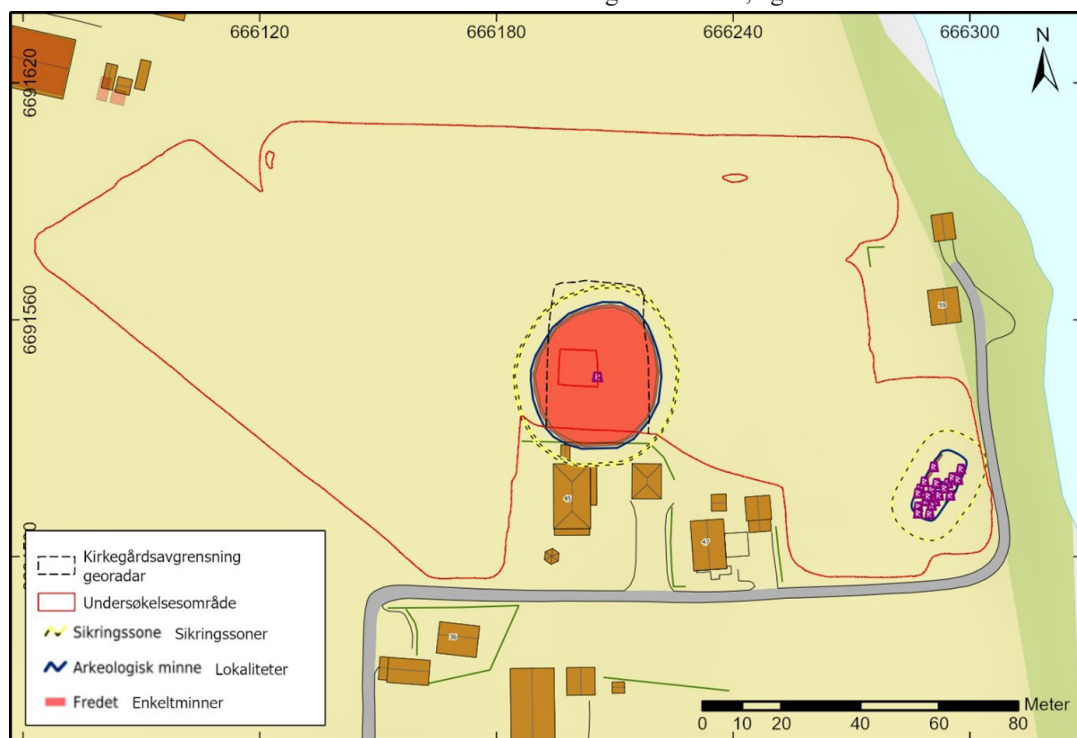 666120 666180 666240 666300
N
6691620
6691560
59
45
47
36
Kirkegårdsavgrensning
georadar
Undersøkelsesområde
Sikringssone Sikringssoner
Arkeologisk minne Lokaliteter
Fredet Enkeltminner
Meter
0 10 20 40 60 80